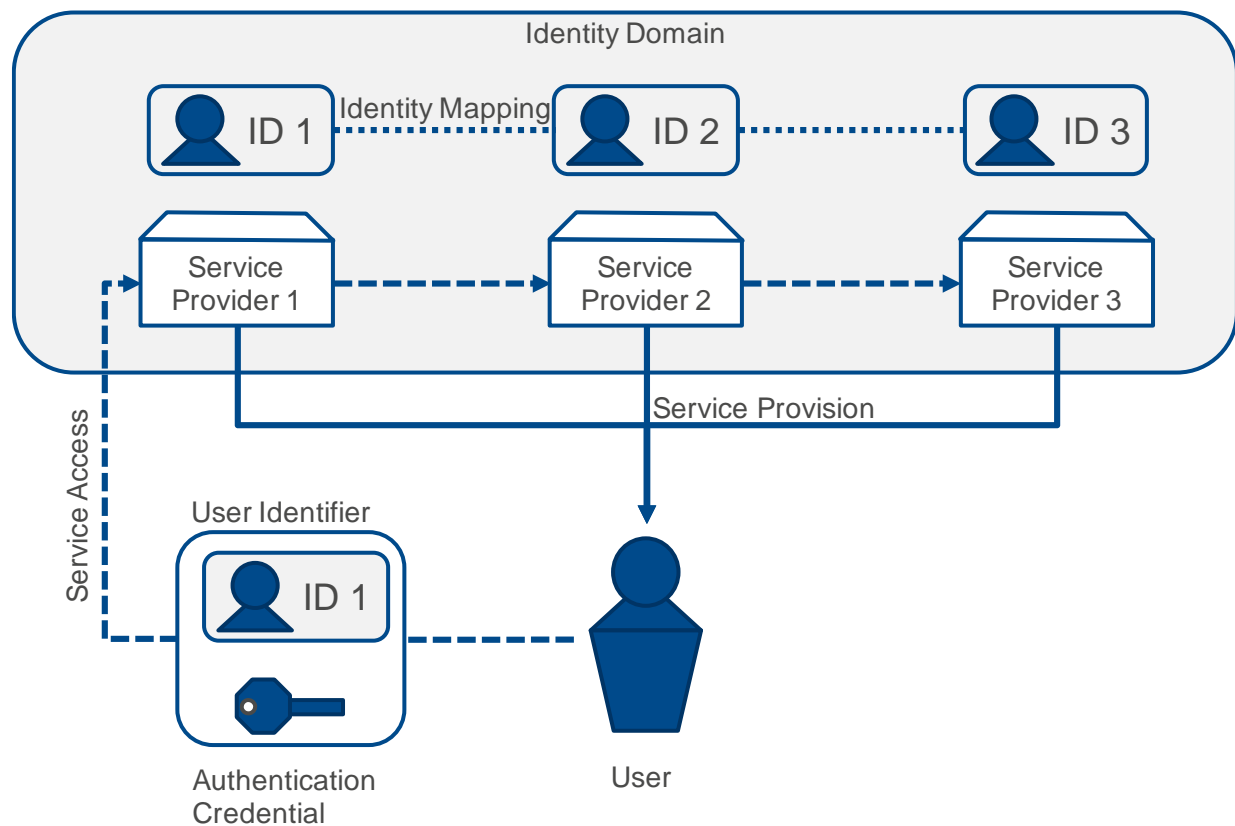 Identity Domain
ID 1
Identity Mapping
ID 2
ID 3
Service
Provider 1
Service
Provider 2
Service
Provider 3
Service Provision
Service Access
User Identifier
ID 1
Authentication
Credential
User